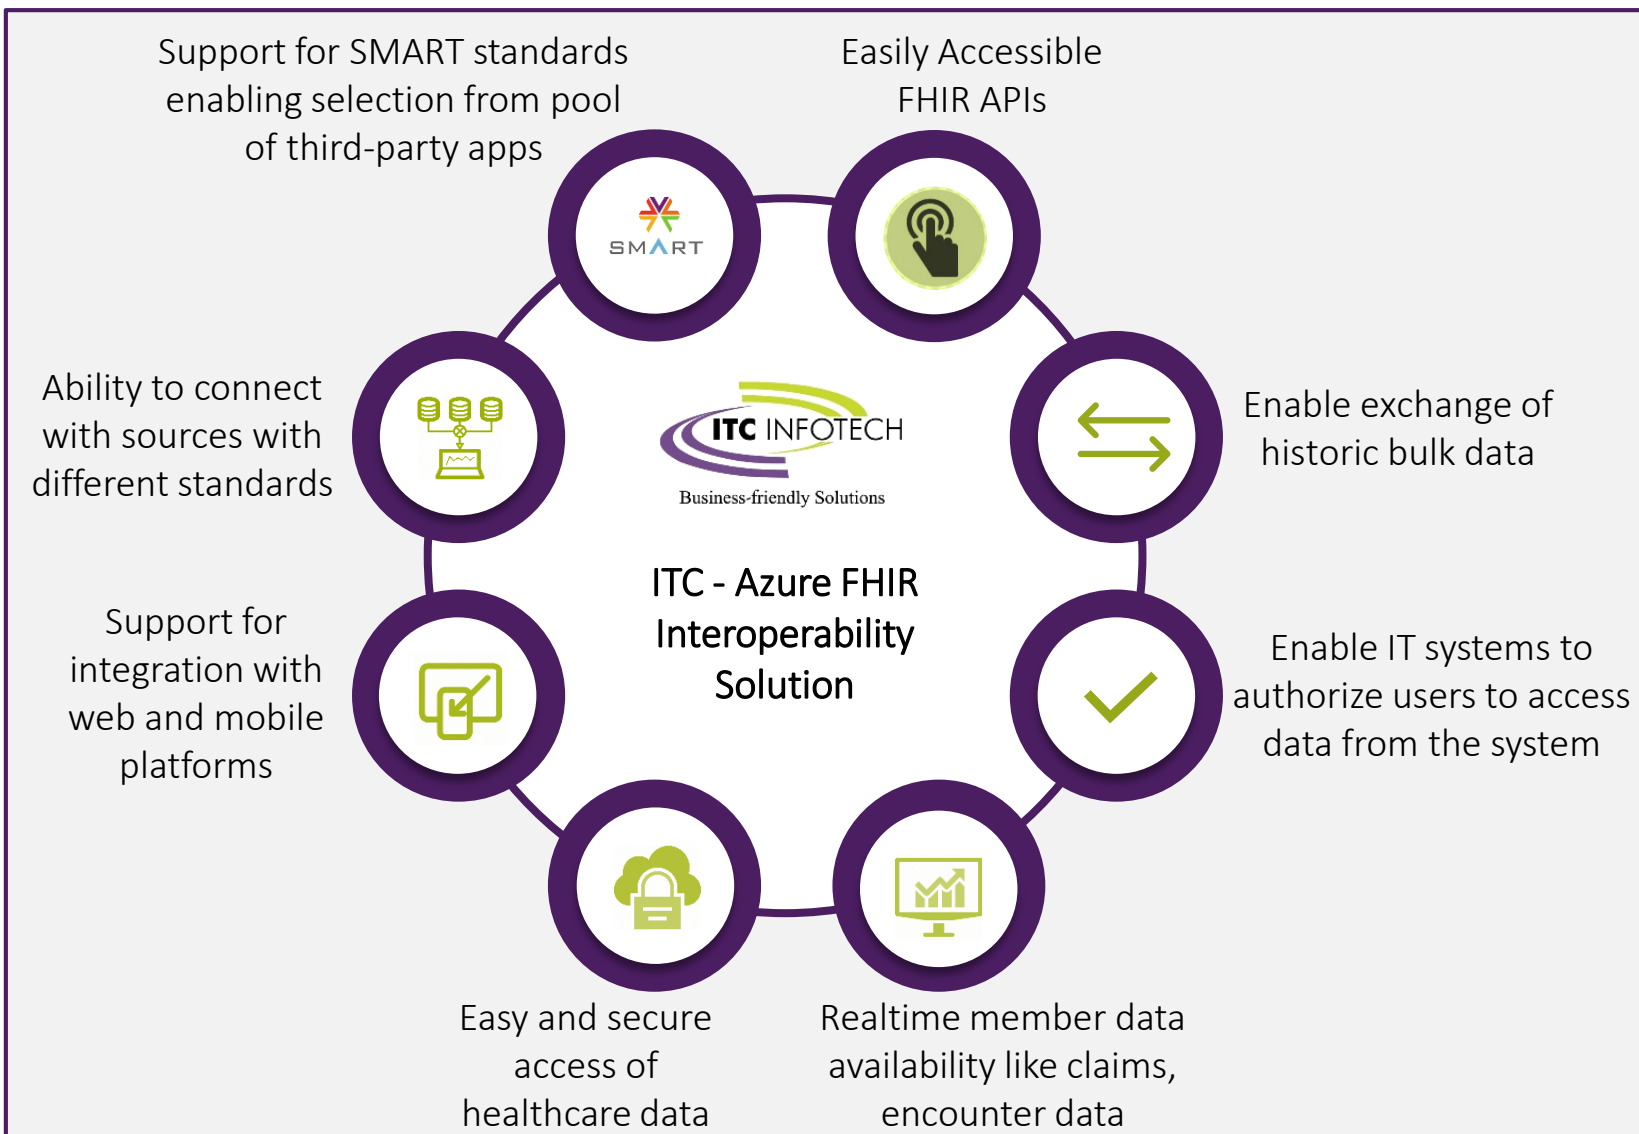 Support for SMART standards
enabling selection from pool
of third-party apps
Easily Accessible
FHIR APIs
SMART
Ability to connect
with sources with
different standards
ITC INFOTECH
Business-friendly Solutions
Enable exchange of
historic bulk data
ITC - Azure FHIR
Interoperability
Solution
Support for
integration with
web and mobile
platforms
Enable IT systems to
authorize users to access
data from the system
Easy and secure
access of
healthcare data
Realtime member data
availability like claims,
encounter data